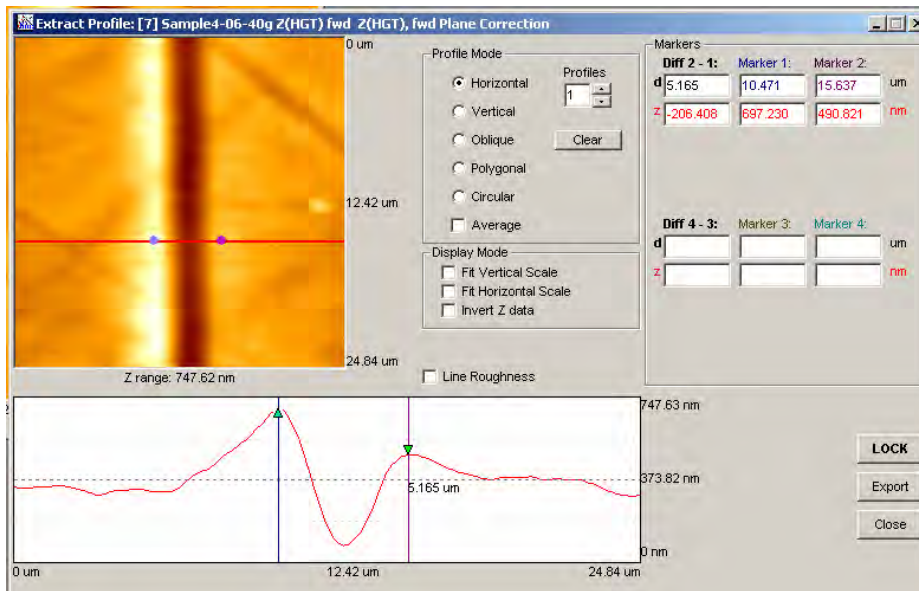 Extract Profile: [7] Sample4-06-40g Z(HGT) fwd Z(HGT), fwd Plane Correction
0 um
12.42 um
24.84 um
Z range: 747.62 nm
Profile Mode
Horizontal
Vertical
Oblique
Polygonal
Circular
Average
Profiles
1
Clear
Display Mode
Fit Vertical Scale
Fit Horizontal Scale
Invert Z data
Line Roughness
Markers
Diff 2 - 1: Marker 1: Marker 2:
d 5.165 10.471 15.637 um
z -206.408 697.230 490.821 nm
Diff 4 - 3: Marker 3: Marker 4:
d um
z nm
747.63 nm
373.82 nm
0 nm
5.165 um
0 um 12.42 um 24.84 um
LOCK
Export
Close